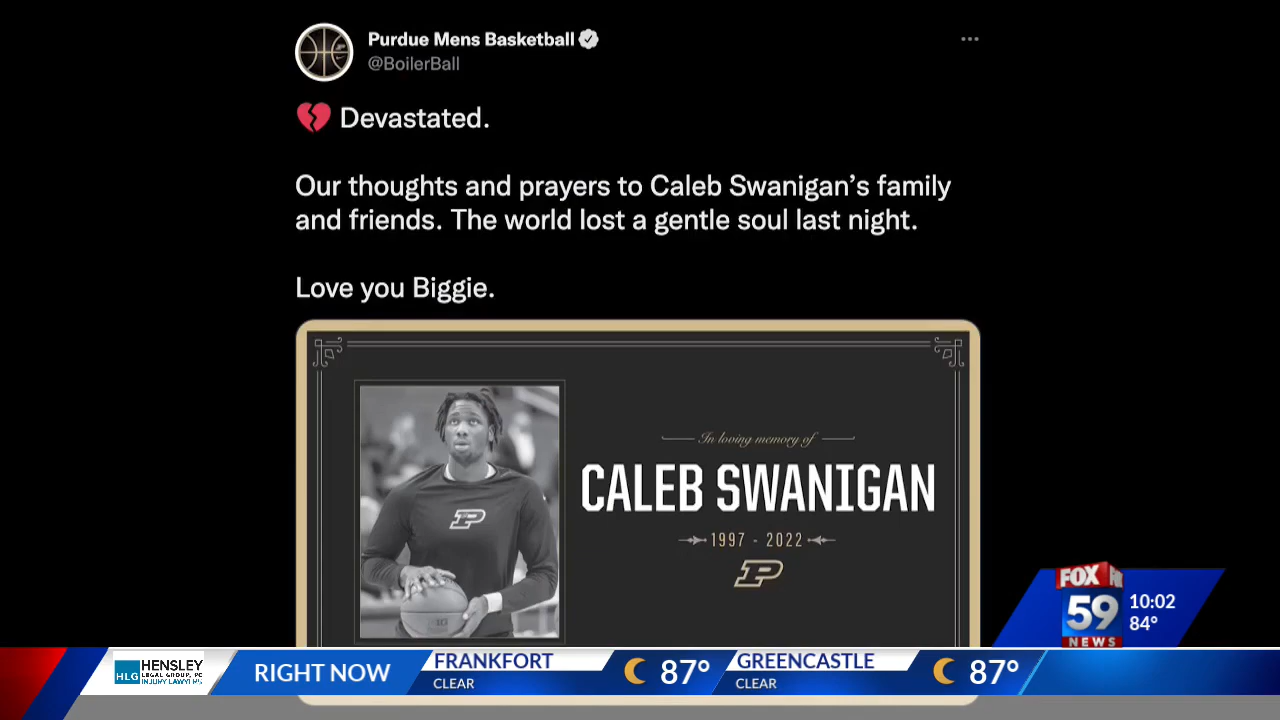 Purdue Mens Basketball
@BoilerBall
Devastated.
Our thoughts and prayers to Caleb Swanigan’s family
and friends. The world lost a gentle soul last night.
Love you Biggie.
In loving memory of
CALEB SWANIGAN
1997 - 2022
P
P
FOX
59
NEWS
10:02
84°
HLG
HENSLEY
LEGAL GROUP, PC
INJURY LAWYERS
RIGHT NOW
FRANKFORT
CLEAR
87°
GREENCASTLE
CLEAR
87°